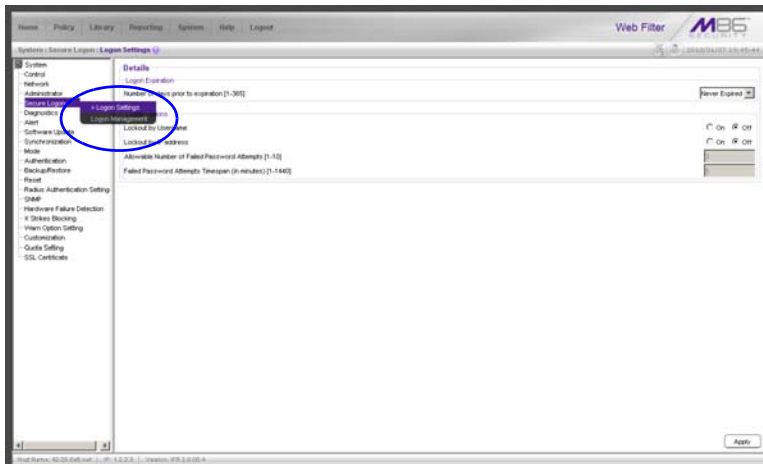 Home Policy Library Reporting System Help Logout
Web Filter
M86
SECURITY
System : Secure Logon : Logon Settings
System
Control
Network
Administrator
Secure Logon
Diagnostics
Alert
Software Update
Synchronization
Mode
Authentication
Backup/Restore
Reset
Radius Authentication Setting
SNMP
Hardware Failure Detection
X Strikes Blocking
Warn Option Setting
Customization
Quota Setting
SSL Certificate
» Logon Settings
Logon Management
Details
Logon Expiration
Number of days prior to expiration [1-365]
Never Expired
Lockout by Username
On Off
Lockout by address
On Off
Allowable Number of Failed Password Attempts [1-10]
Failed Password Attempts Timespan (in minutes) [1-1440]
Apply
Host Name: